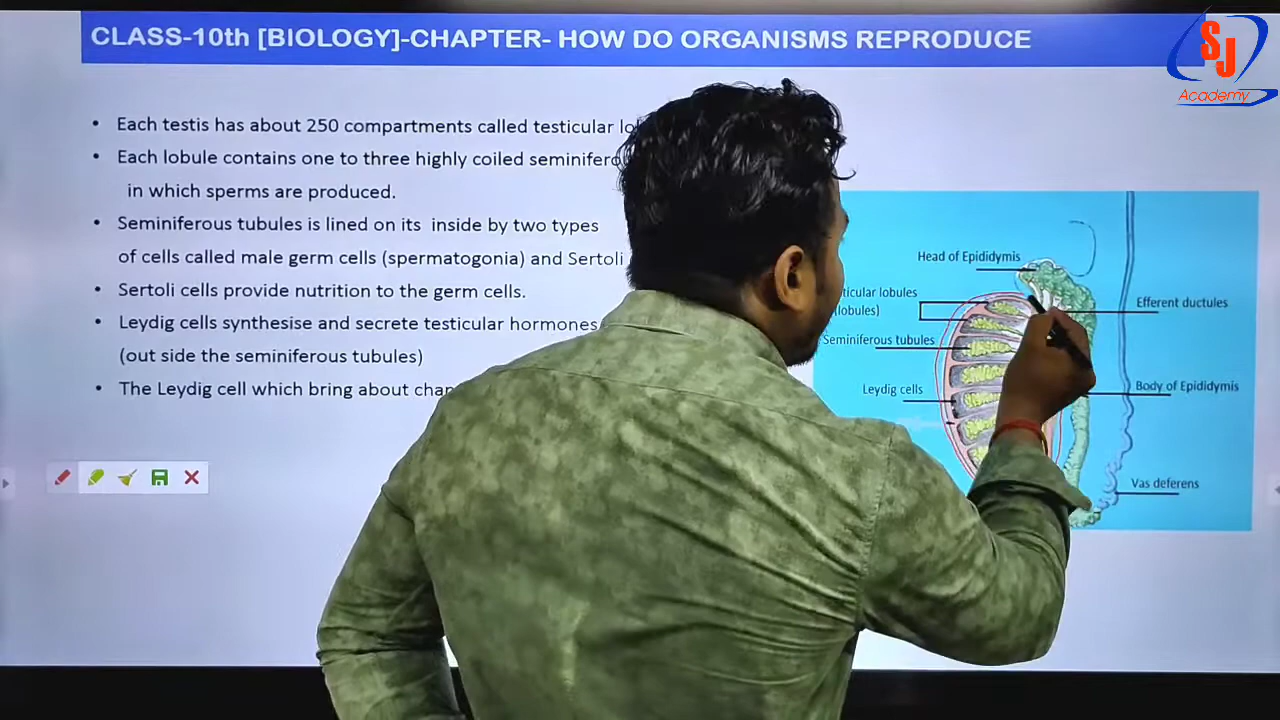 CLASS-10th [BIOLOGY]-CHAPTER- HOW DO ORGANISMS REPRODUCE
SJ
Academy
• Each testis has about 250 compartments called testicular
• Each lobule contains one to three highly coiled
in which sperms are produced.
• Seminiferous tubules is lined on its inside by two types
of cells called male germ cells (spermatogonia) and Sertoli
• Sertoli cells provide nutrition to the germ cells.
• Leydig cells synthesise and secrete testicular hormones
(out side the seminiferous tubules)
• The Leydig cell which bring about
Head of Epididymis
lobules
lobules)
Seminiferous tubules
Leydig cells
Efferent ductules
Body of Epididymis
Vas deferens